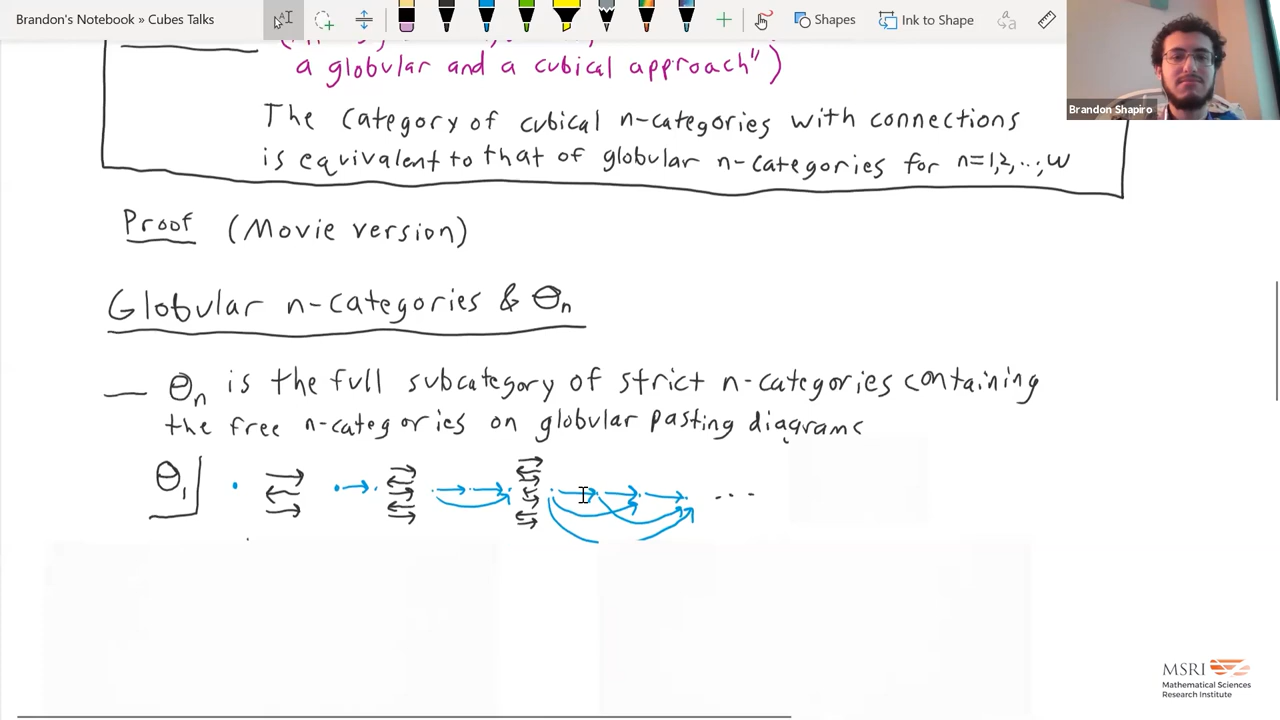 Brandon's Notebook » Cubes Talks
Shapes
Ink to Shape
Brandon Shapiro
a globular and a cubical approach")
The category of cubical n-categories with connections
is equivalent to that of globular n-categories for n=1,2,...,ω
Proof (Movie version)
Globular n-categories & Θn
Θn is the full subcategory of strict n-categories containing
the free n-categories on globular pasting diagrams
Θ1
...
MSRI
Mathematical Sciences
Research Institute